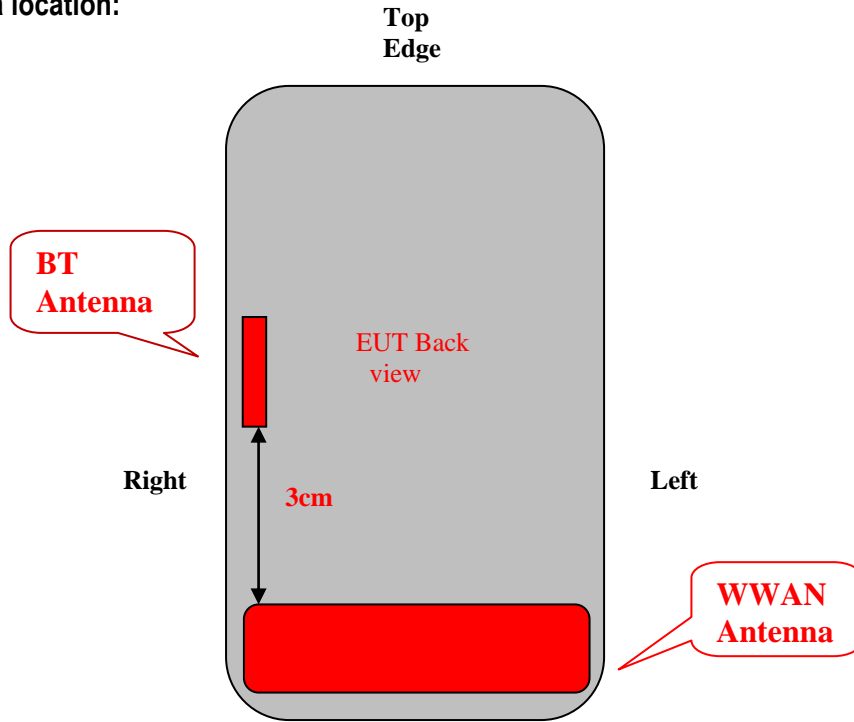 location:
Top
Edge
BT
Antenna
EUT Back
view
Right
3cm
Left
WWAN
Antenna